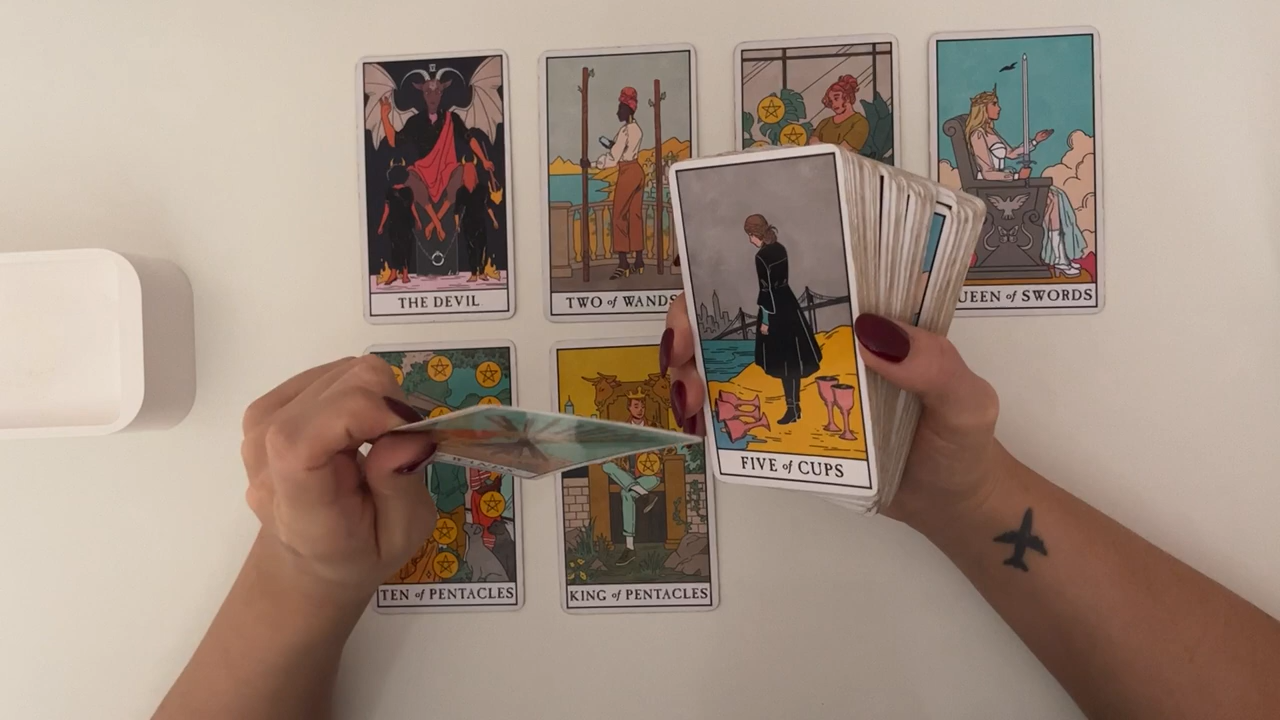 THE DEVIL
TWO of WANDS
UEEN of SWORDS
FIVE of CUPS
TEN of PENTACLES
KING of PENTACLES